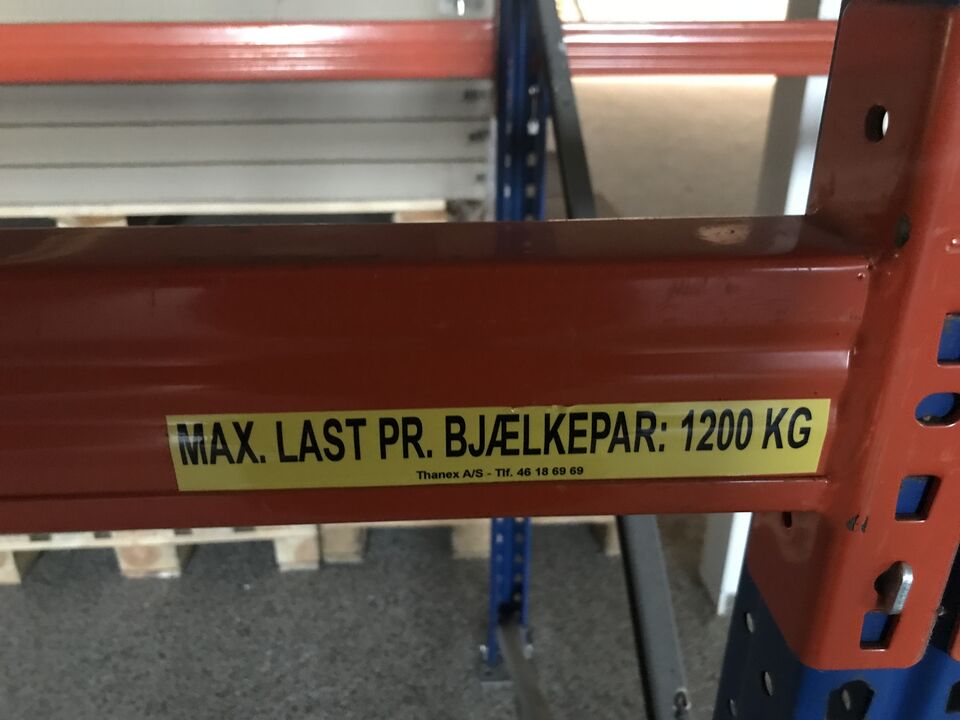 MAX. LAST PR. BJÆLKEPAR: 1200 KG
Thanex A/S - Tlf. 46 18 69 69